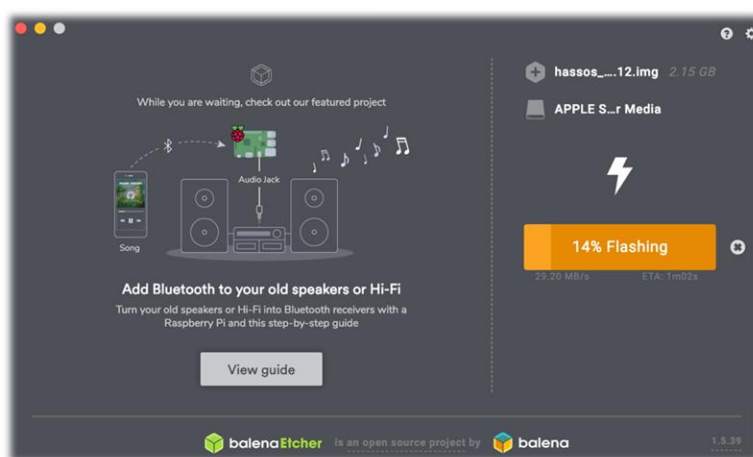 While you are waiting, check out our featured project
Audio Jack
Song
Add Bluetooth to your old speakers or Hi-Fi
Turn your old speakers or Hi-Fi into Bluetooth receivers with a
Raspberry Pi and this step-by-step guide
View guide
hassos_....12.img 2.15 GB
APPLE S...r Media
14% Flashing
29.20 MB/s ETA: 1m02s
balenaEtcher is an open source project by balena
1.5.39